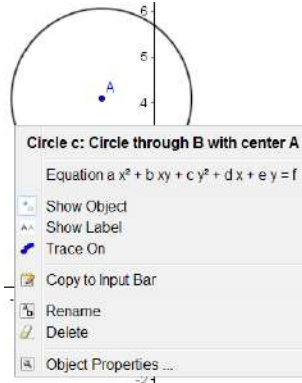 6
5
A
4
Circle c: Circle through B with center A
Equation a x² + b xy + c y² + d x + e y = f
Show Object
Show Label
Trace On
Copy to Input Bar
Rename
Delete
Object Properties ...